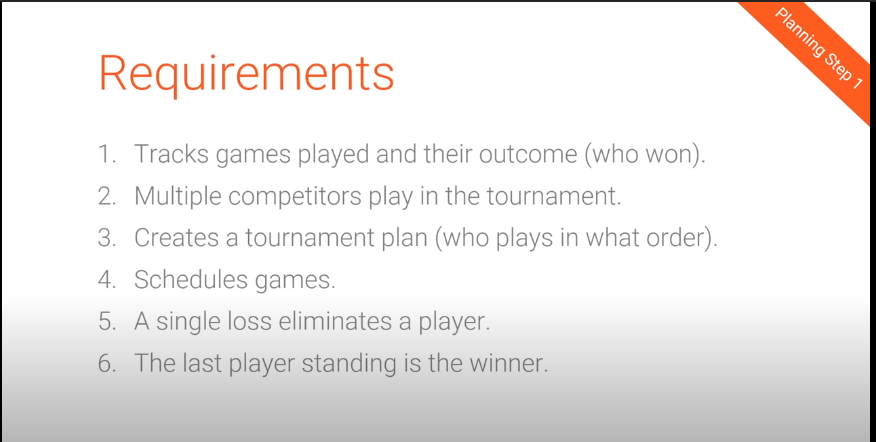 Planning Step 1
Requirements
1. Tracks games played and their outcome (who won).
2. Multiple competitors play in the tournament.
3. Creates a tournament plan (who plays in what order).
4. Schedules games.
5. A single loss eliminates a player.
6. The last player standing is the winner.